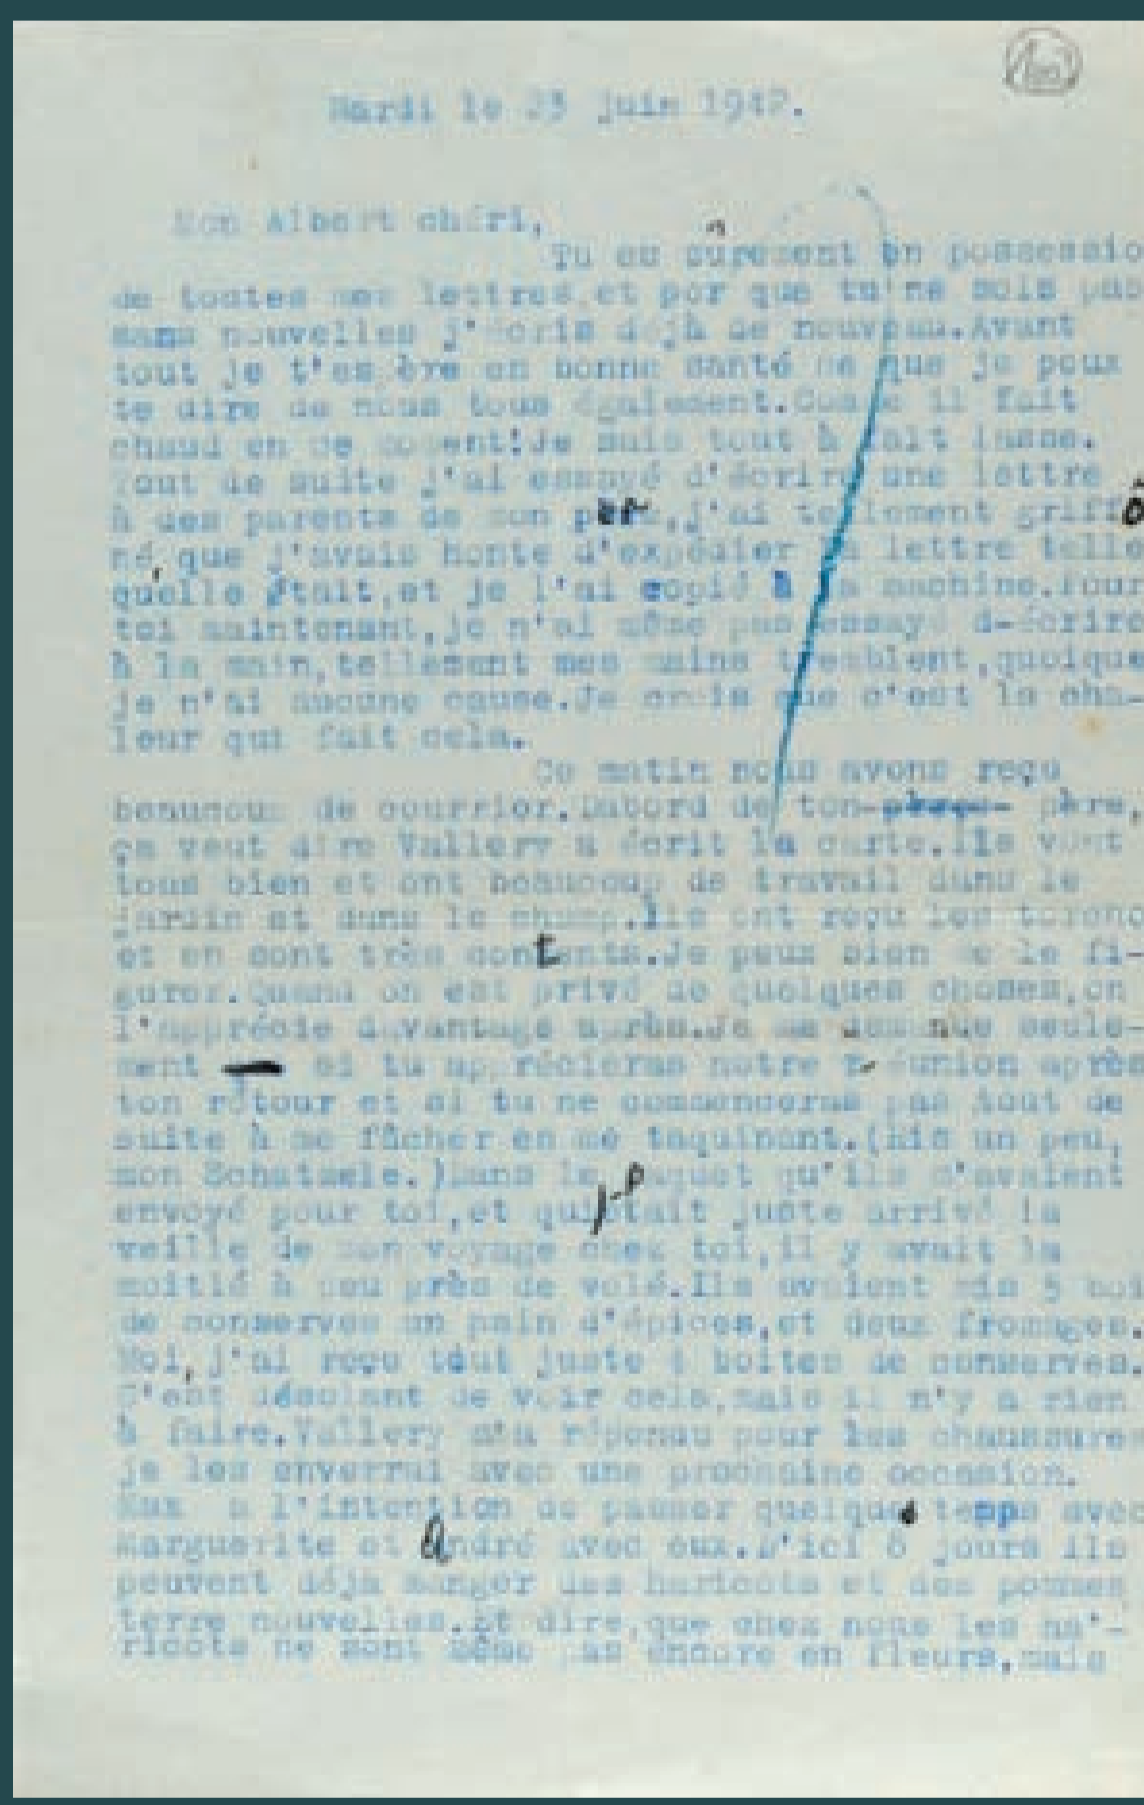 Mardi le 23 juin 1942.
Mon Albert chéri,
Tu es sûrement en possessio
de toutes mes lettres,et por que tu ne sois pas
sans nouvelles j'écris déjà de nouveau.Avant
tout je t'espère en bonne santé ce que je peux
te dire de nous tous également.Comme il fait
chaud en ce moment!Je suis tout à fait lasse.
Tout de suite j'ai essayé d'écrire une lettre
à des parents de mon père,j'ai tellement griffô
né,que j'avais honte d'expédier la lettre telle
qu'elle était,et je l'ai copié à la machine.Pour
toi maintenant,je n'ai même pas essayé d-écrire
à la main,tellement mes mains tremblent,quoique
je n'ai aucune cause.Je crois que c'est la cha-
leur qui fait cela.
Ce matin nous avons reçu
beaucoup de courrier.Dabord de ton père,
ça veut dire Vallery a écrit la carte.Ils vont
tous bien et ont beaucoup de travail dans le
jardin et dans le champ.Ils ont reçu les
et en sont très contents.Je peux bien me le fi-
gurer.Quand on est privé de quelques choses,on
l'apprécie davantage après.Je me demande seule-
ment — si tu apprécieras notre réunion après
ton retour et si tu ne commenceras pas tout de
suite à me fâcher en me taquinant.(Ris un peu,
mon Schatzele.)Dans le paquet qu'ils m'avaient
envoyé pour toi,et qui était juste arrivé la
veille de mon voyage chez toi,il y avait la
moitié à peu près de volé.Ils avaient mis 5 boi
de conserves un pain d'épices,et deux fromages.
Moi,j'ai reçu tout juste boites de conserves.
C'est désolant de voir cela,mais il n'y a rien
à faire.Vallery m'a répondu pour les chaussures
je les enverrai avec une prochaine occasion.
Max a l'intention de passer quelque temps avec
Marguerite et André avec eux.D'ici 8 jours ils
peuvent déjà manger des haricots et des pommes
terre nouvelles.Et dire,que chez nous les ha'-
ricots ne sont même pas encore en fleurs,mais